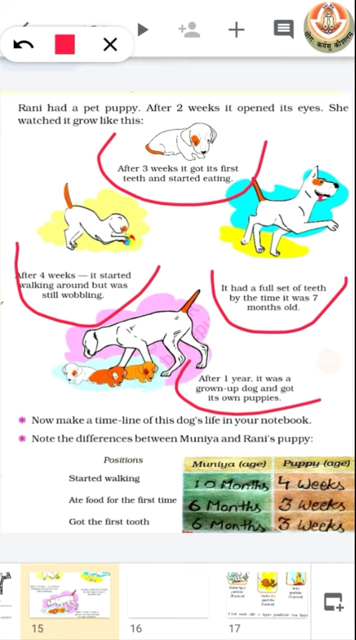 Rani had a pet puppy. After 2 weeks it opened its eyes. She
watched it grow like this:
After 3 weeks it got its first
teeth and started eating.
After 4 weeks — it started
walking around but was
still wobbling.
It had a full set of teeth
by the time it was 7
months old.
After 1 year, it was a
grown-up dog and got
its own puppies.
Now make a time-line of this dog's life in your notebook.
Note the differences between Muniya and Rani's puppy:
Positions
Muniya (age) Puppy (age)
Started walking 10 Months 4 Weeks
Ate food for the first time 6 Months 3 Weeks
Got the first tooth 6 Months 3 Weeks
15
16
17